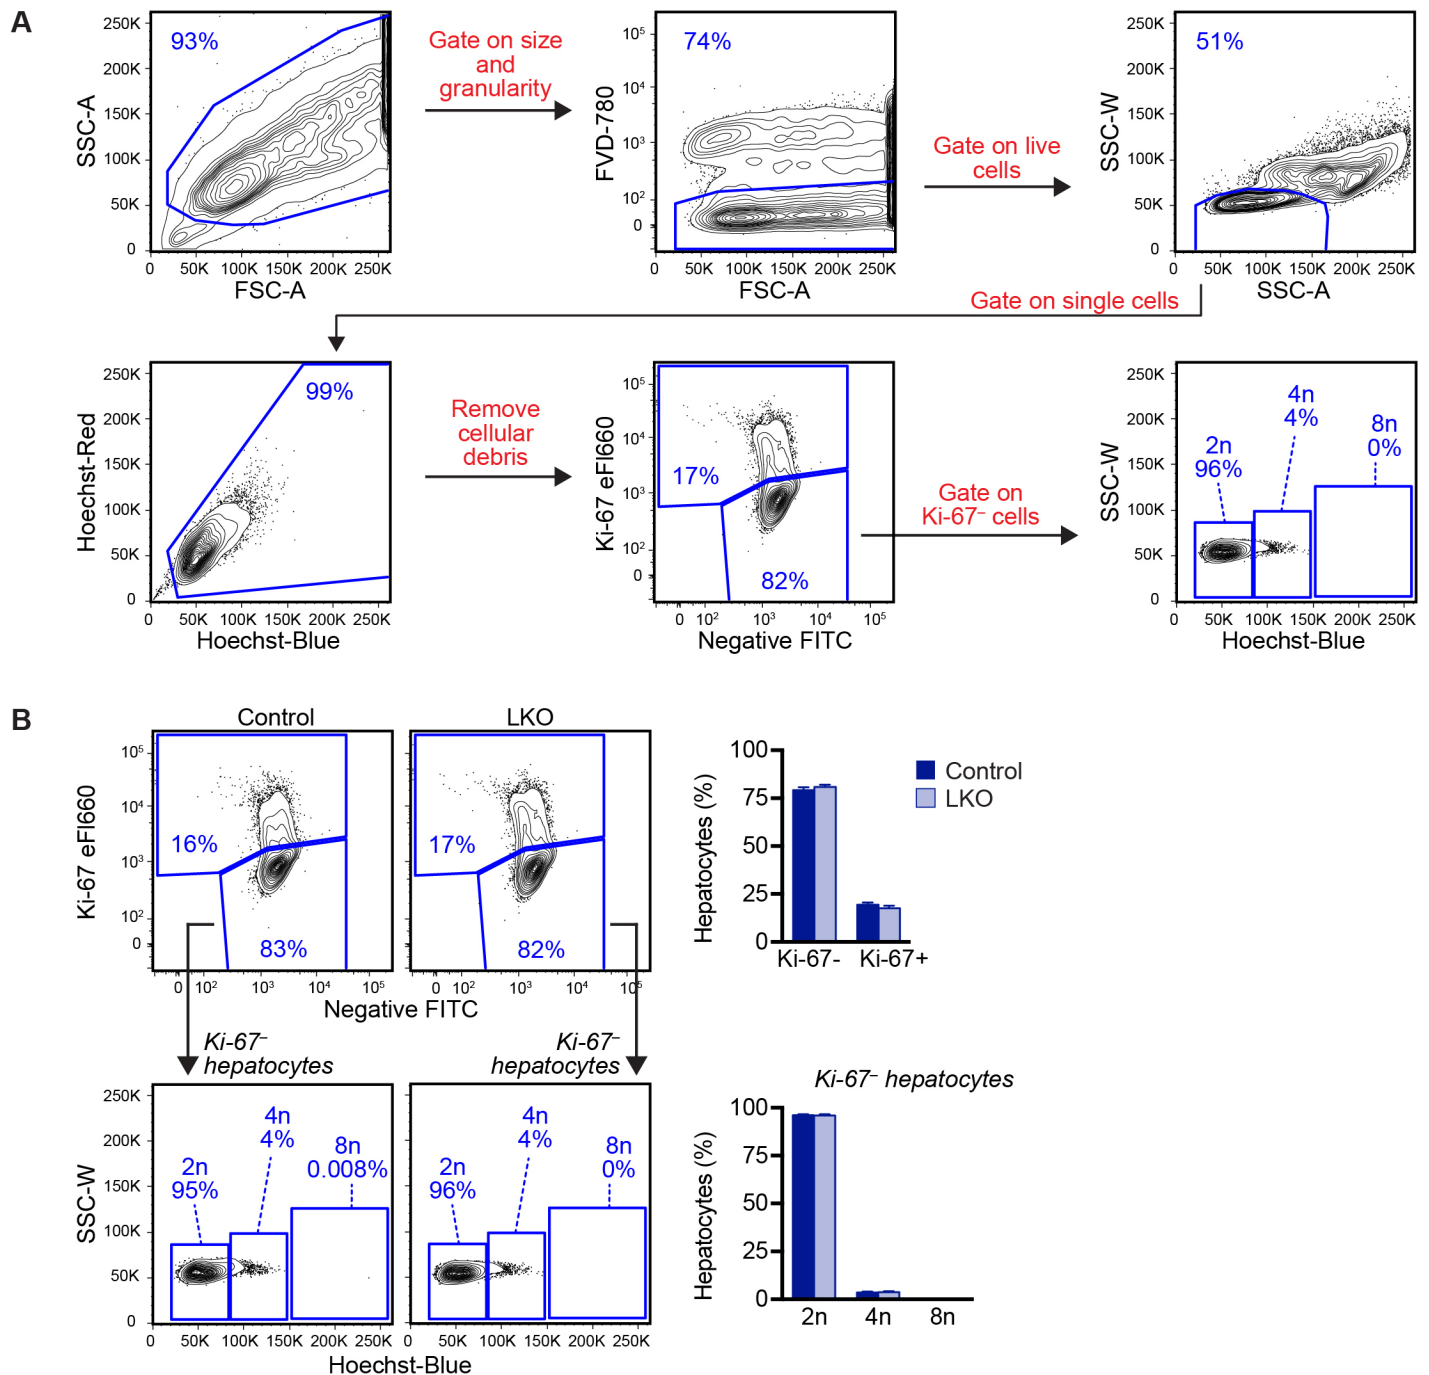 A
250K
200K
150K
100K
50K
0
SSC-A
93%
0 50K 100K 150K 200K 250K
FSC-A
Gate on size
and
granularity
10⁵
10⁴
10³
10²
0
FVD-780
74%
0 50K 100K 150K 200K 250K
FSC-A
Gate on live
cells
250K
200K
150K
100K
50K
0
SSC-W
51%
0 50K 100K 150K 200K 250K
SSC-A
Gate on single cells
250K
200K
150K
100K
50K
0
Hoechst-Red
99%
0 50K 100K 150K 200K 250K
Hoechst-Blue
Remove
cellular
debris
10⁵
10⁴
10³
10²
0
Ki-67 eFl660
17%
82%
0 10² 10³ 10⁴ 10⁵
Negative FITC
Gate on
Ki-67⁻ cells
250K
200K
150K
100K
50K
0
SSC-W
2n
96%
4n
4%
8n
0%
0 50K 100K 150K 200K 250K
Hoechst-Blue
B
Control
LKO
10⁵
10⁴
10³
10²
0
Ki-67 eFl660
16%
83%
17%
82%
0 10² 10³ 10⁴ 10⁵
0 10² 10³ 10⁴ 10⁵
Negative FITC
100
75
50
25
0
Hepatocytes (%)
Ki-67- Ki-67+
Control
LKO
Ki-67⁻
hepatocytes
Ki-67⁻
hepatocytes
250K
200K
150K
100K
50K
0
SSC-W
2n
95%
4n
4%
8n
0.008%
2n
96%
4n
4%
8n
0%
0 50K 100K 150K 200K 250K
0 50K 100K 150K 200K 250K
Hoechst-Blue
Ki-67⁻ hepatocytes
100
75
50
25
0
Hepatocytes (%)
2n 4n 8n